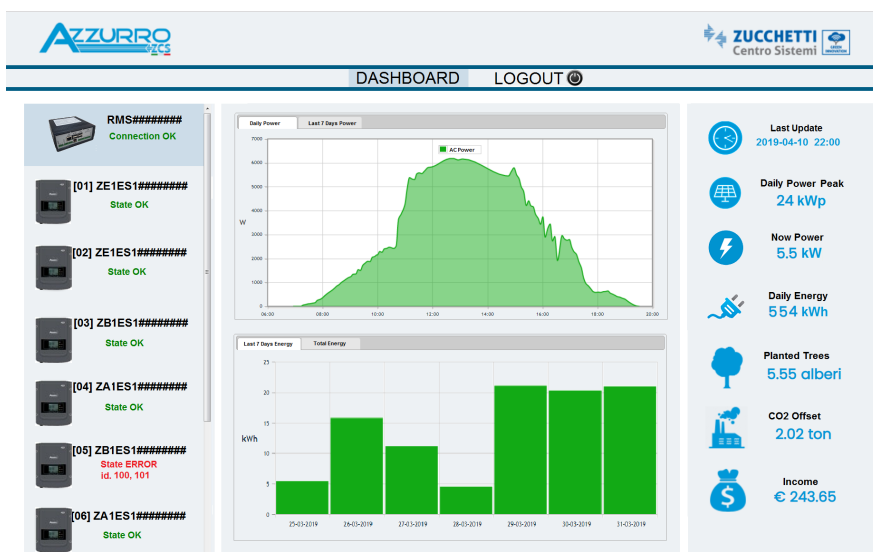 AZZURRO
ZCS
ZUCCHETTI
Centro Sistemi
GREEN
INNOVATION
DASHBOARD LOGOUT
RMS########
Connection OK
[01] ZE1ES1########
State OK
[02] ZE1ES1########
State OK
[03] ZB1ES1########
State OK
[04] ZA1ES1########
State OK
[05] ZB1ES1########
State ERROR
id. 100, 101
[06] ZA1ES1########
State OK
Daily Power Last 7 Days Power
AC Power
W
7000
6000
5000
4000
3000
2000
1000
0
06:00 08:00 10:00 12:00 14:00 16:00 18:00 20:00
Last 7 Days Energy Total Energy
kWh
25
20
15
10
5
0
25-03-2019 26-03-2019 27-03-2019 28-03-2019 29-03-2019 30-03-2019 31-03-2019
Last Update
2019-04-10 22:00
Daily Power Peak
24 kWp
Now Power
5.5 kW
Daily Energy
554 kWh
Planted Trees
5.55 alberi
CO2 Offset
2.02 ton
Income
€ 243.65